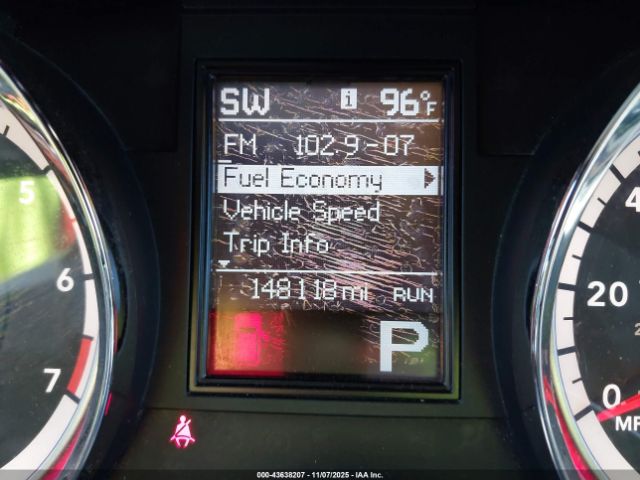 SW i 96°F
FM 102.9-07
Fuel Economy
Vehicle Speed
Trip Info
148118 mi RUN
P
5
6
7
20
0
MP
000-43638207 | 11/07/2025 | IAA Inc.